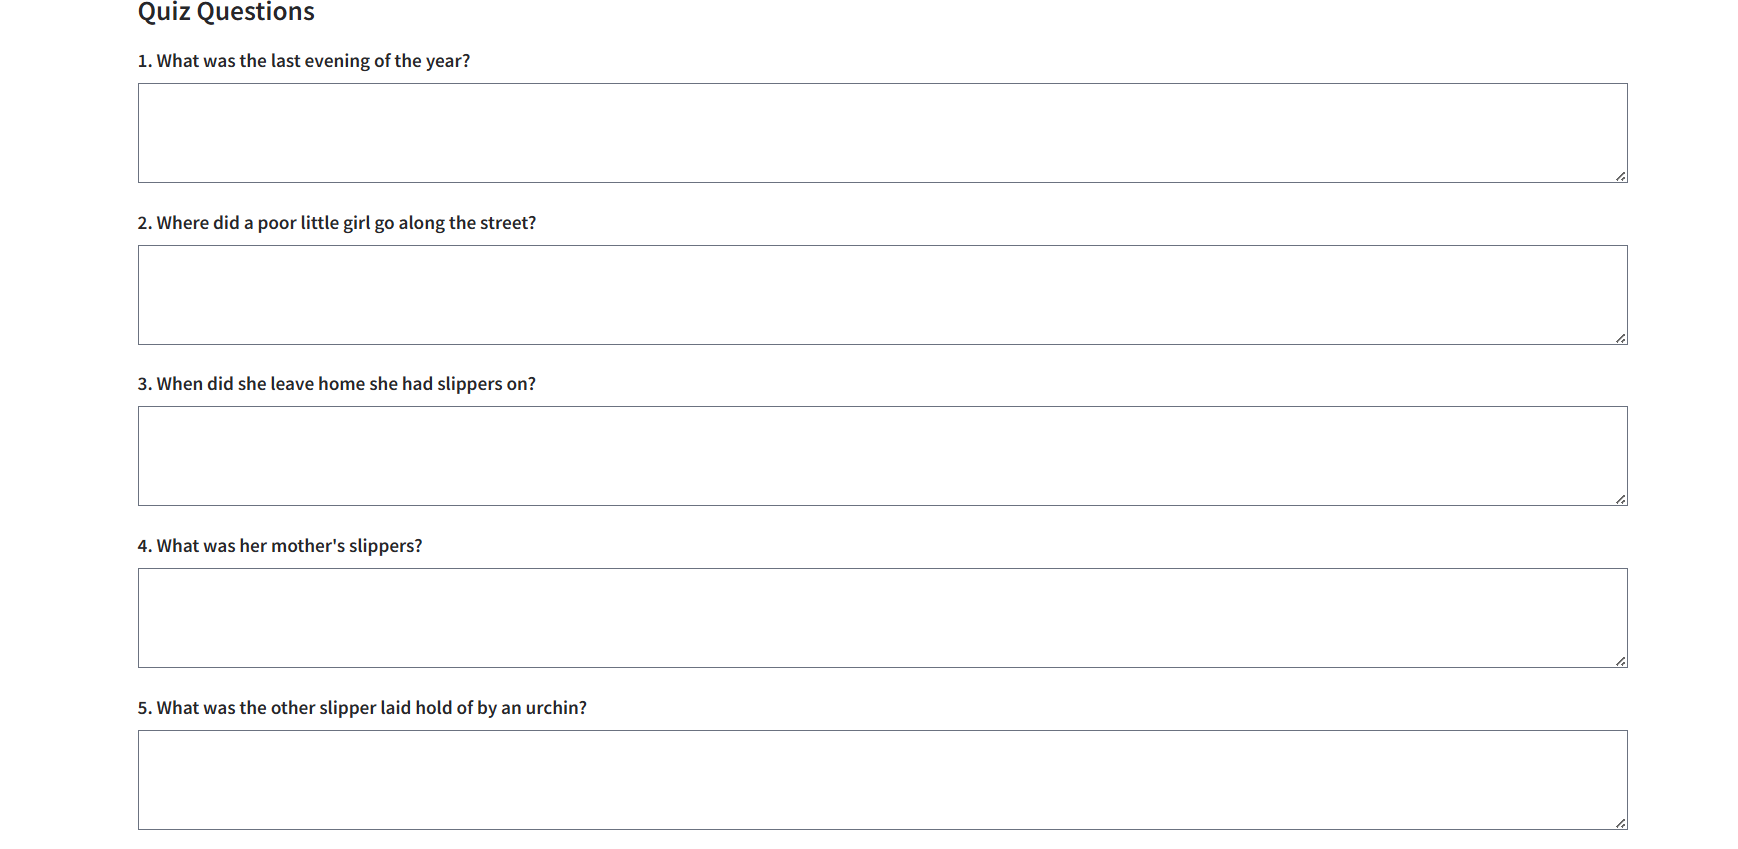 Quiz Questions
1. What was the last evening of the year?
2. Where did a poor little girl go along the street?
3. When did she leave home she had slippers on?
4. What was her mother's slippers?
5. What was the other slipper laid hold of by an urchin?